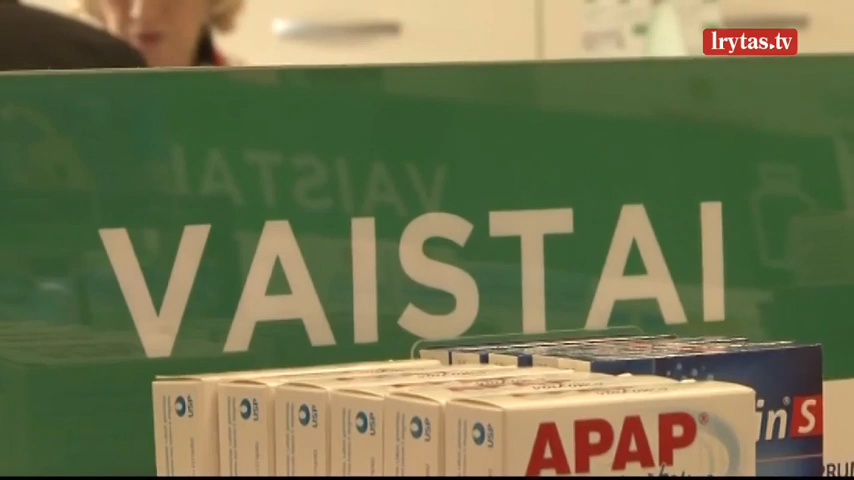 lrytas.tv
VAISTAI
USP USP USP USP USP USP
APAP®
in® S